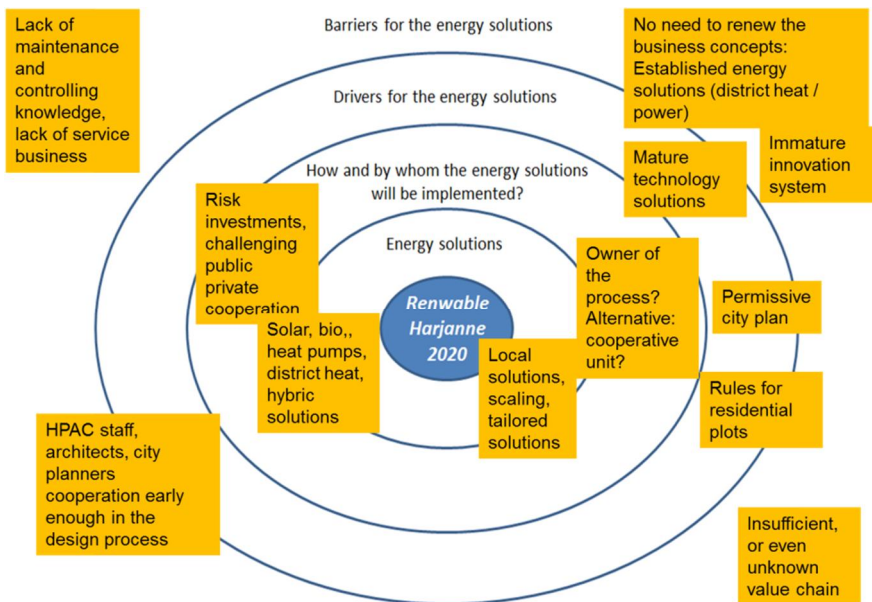 Lack of
maintenance
and
controlling
knowledge,
lack of service
business
Barriers for the energy solutions
No need to renew the
business concepts:
Established energy
solutions (district heat /
power)
Drivers for the energy solutions
Immature
innovation
system
Mature
technology
solutions
How and by whom the energy solutions
will be implemented?
Risk
investments,
challenging
public
private
cooperation
Energy solutions
Owner of
the
process?
Alternative:
cooperative
unit?
Permissive
city plan
Renwable
Harjanne
2020
Solar, bio,,
heat pumps,
district heat,
hybric
solutions
Local
solutions,
scaling,
tailored
solutions
Rules for
residential
plots
HPAC staff,
architects, city
planners
cooperation early
enough in the
design process
Insufficient,
or even
unknown
value chain